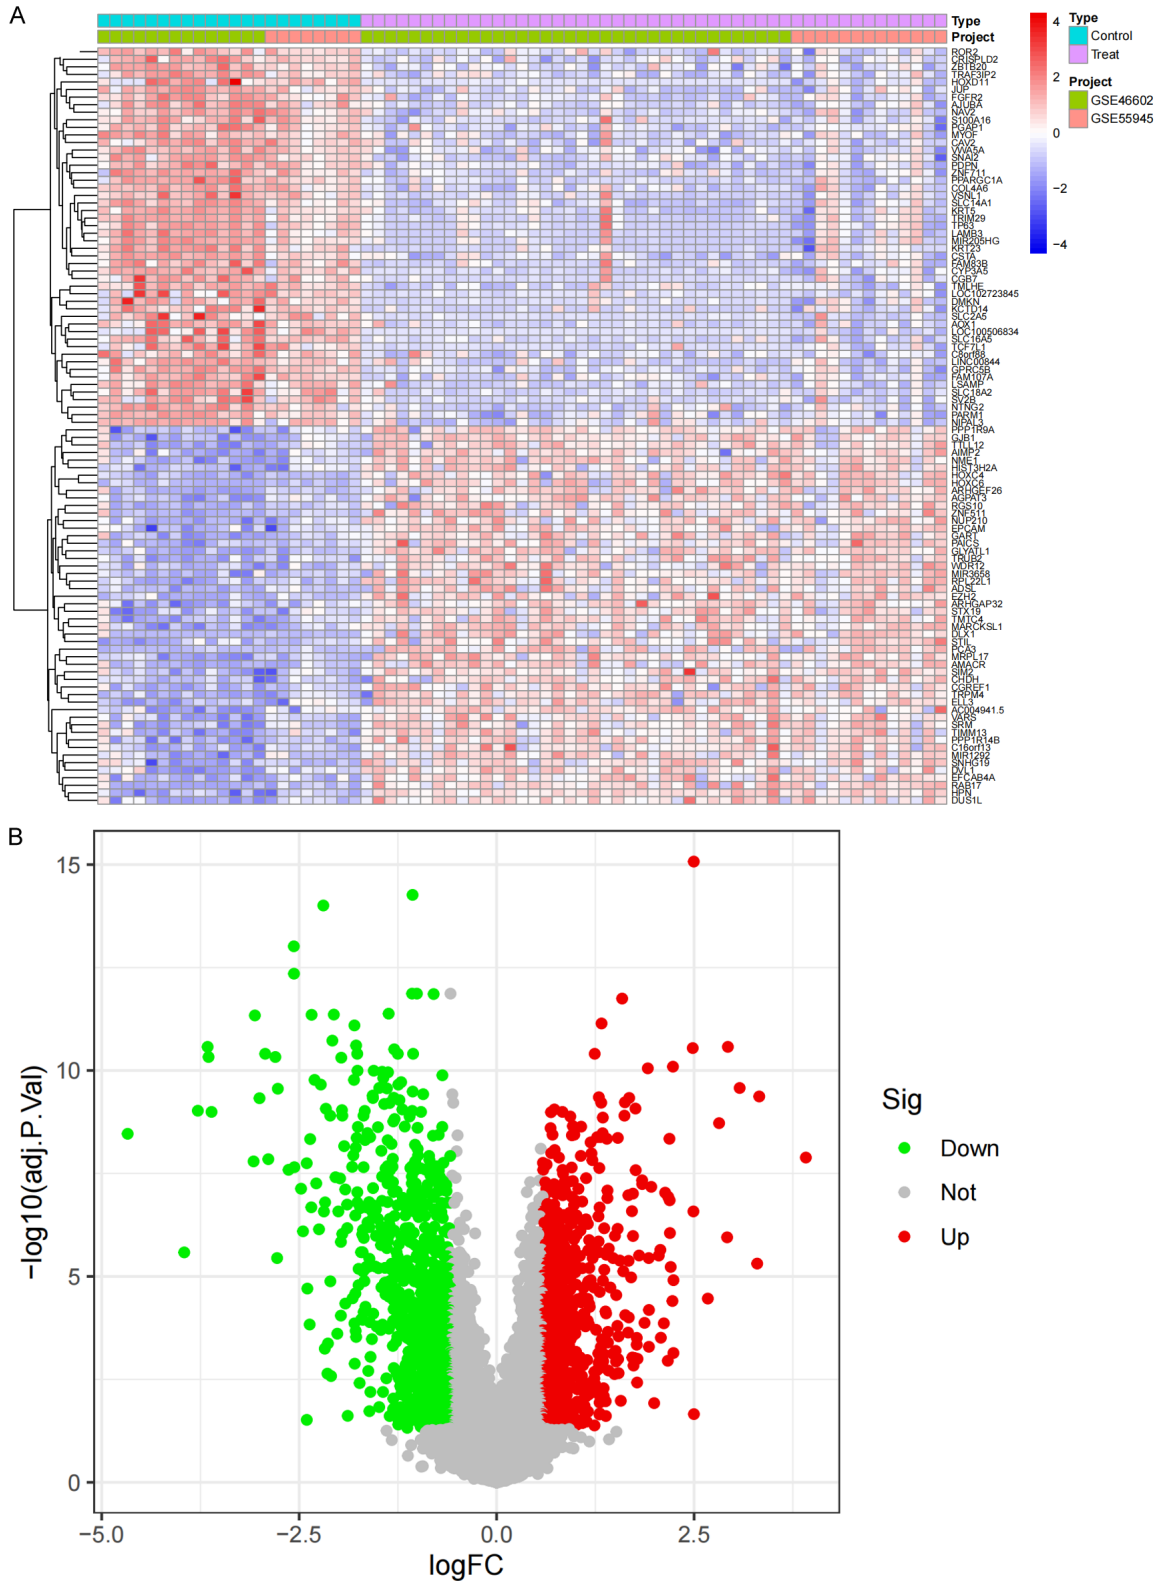 A
Type
Project
ROR2
CRISPLD2
ZBTB20
TRAF3IP2
HOXD11
JUP
FGFR2
AJUBA
NAV2
S100A16
PGAP1
MYOF
CAV2
VWA5A
SNAI2
PDPN
ZNF711
PPARGC1A
COL4A6
VSNL1
SLC14A1
KRT5
TRIM29
TP63
LAMB3
MIR205HG
KRT23
CSTA
FAM83B
CYP3A5
CGB7
TMLHE
LOC102723845
DMKN
KCTD14
SLC2A5
AOX1
LOC100506834
SLC16A5
TCF7L1
C8orf88
LINC00844
GPRC5B
FAM107A
LSAMP
SLC18A2
SV2B
NTNG2
PARM1
NIPAL3
PPP1R9A
GJB1
TTLL12
AIMP2
NME1
HIST3H2A
HOXC4
HOXC6
ARHGEF26
AGPAT3
RGS10
ZNF511
NUP210
EPCAM
GART
PAICS
GLYATL1
TRUB2
WDR12
MIR3658
RPL22L1
ADSL
EZH2
ARHGAP32
STX19
TMTC4
MARCKSL1
DLX1
STIL
PCA3
MRPL17
AMACR
SIM2
CHDH
CGREF1
TRPM4
ELL3
AC004941.5
VARS
SRM
TIMM13
PPP1R14B
C16orf13
MIR1292
SNHG19
DVL1
EFCAB4A
RAB17
HPN
DUS1L
4
2
0
−2
−4
Type
Control
Treat
Project
GSE46602
GSE55945
B
15
10
5
0
−log10(adj.P.Val)
−5.0
−2.5
0.0
2.5
logFC
Sig
Down
Not
Up